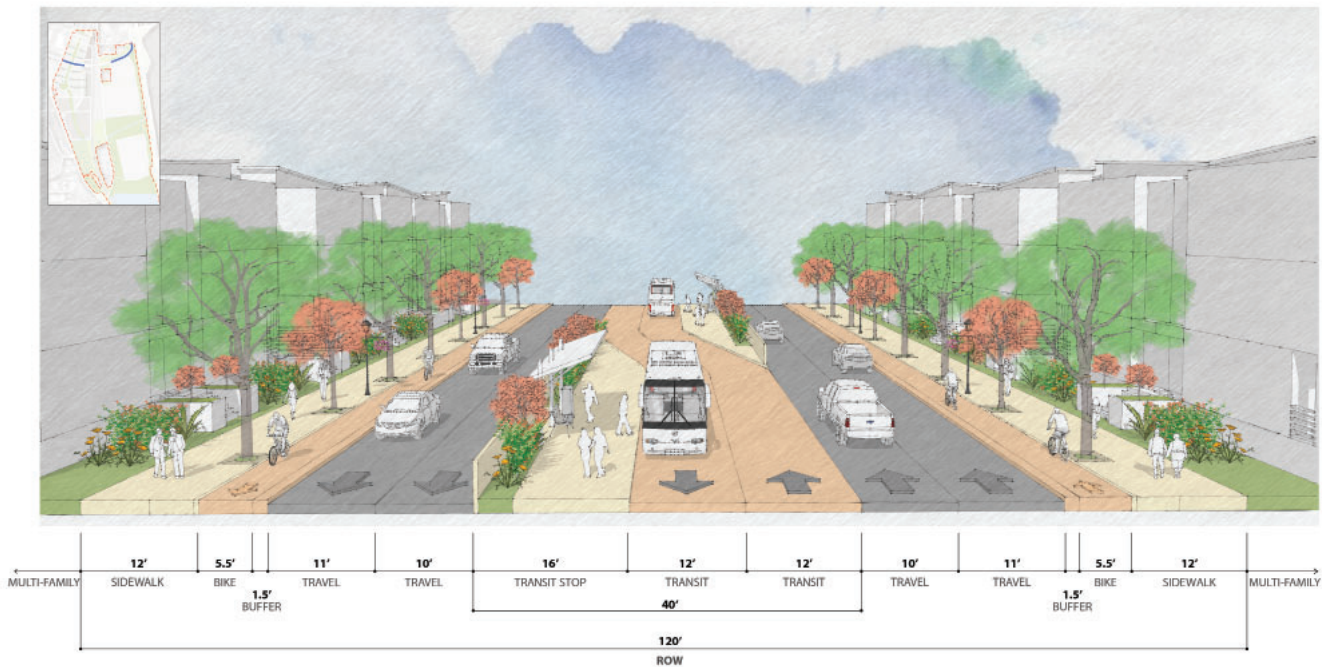 12' 5.5' 11' 10' 16' 12' 12' 10' 11' 5.5' 12'
MULTI-FAMILY SIDEWALK BIKE TRAVEL TRAVEL TRANSIT STOP TRANSIT TRANSIT TRAVEL TRAVEL BIKE SIDEWALK MULTI-FAMILY
1.5' 1.5'
BUFFER BUFFER
40'
120'
ROW